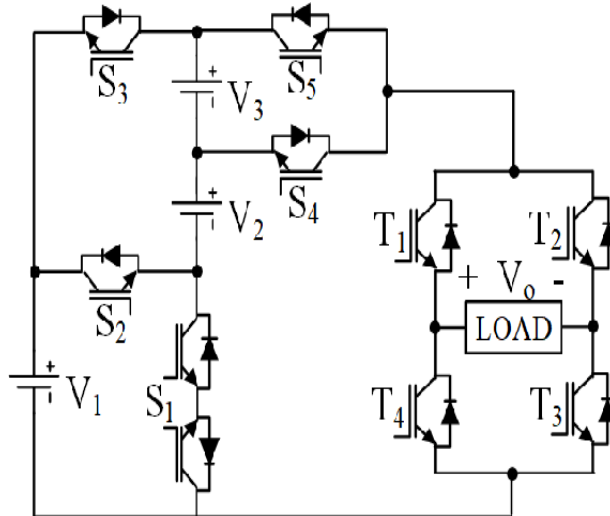 S3
S5
+
V3
-
S4
+
V2
-
T1
T2
+ Vo -
S2
LOAD
+
V1
-
S1
T4
T3